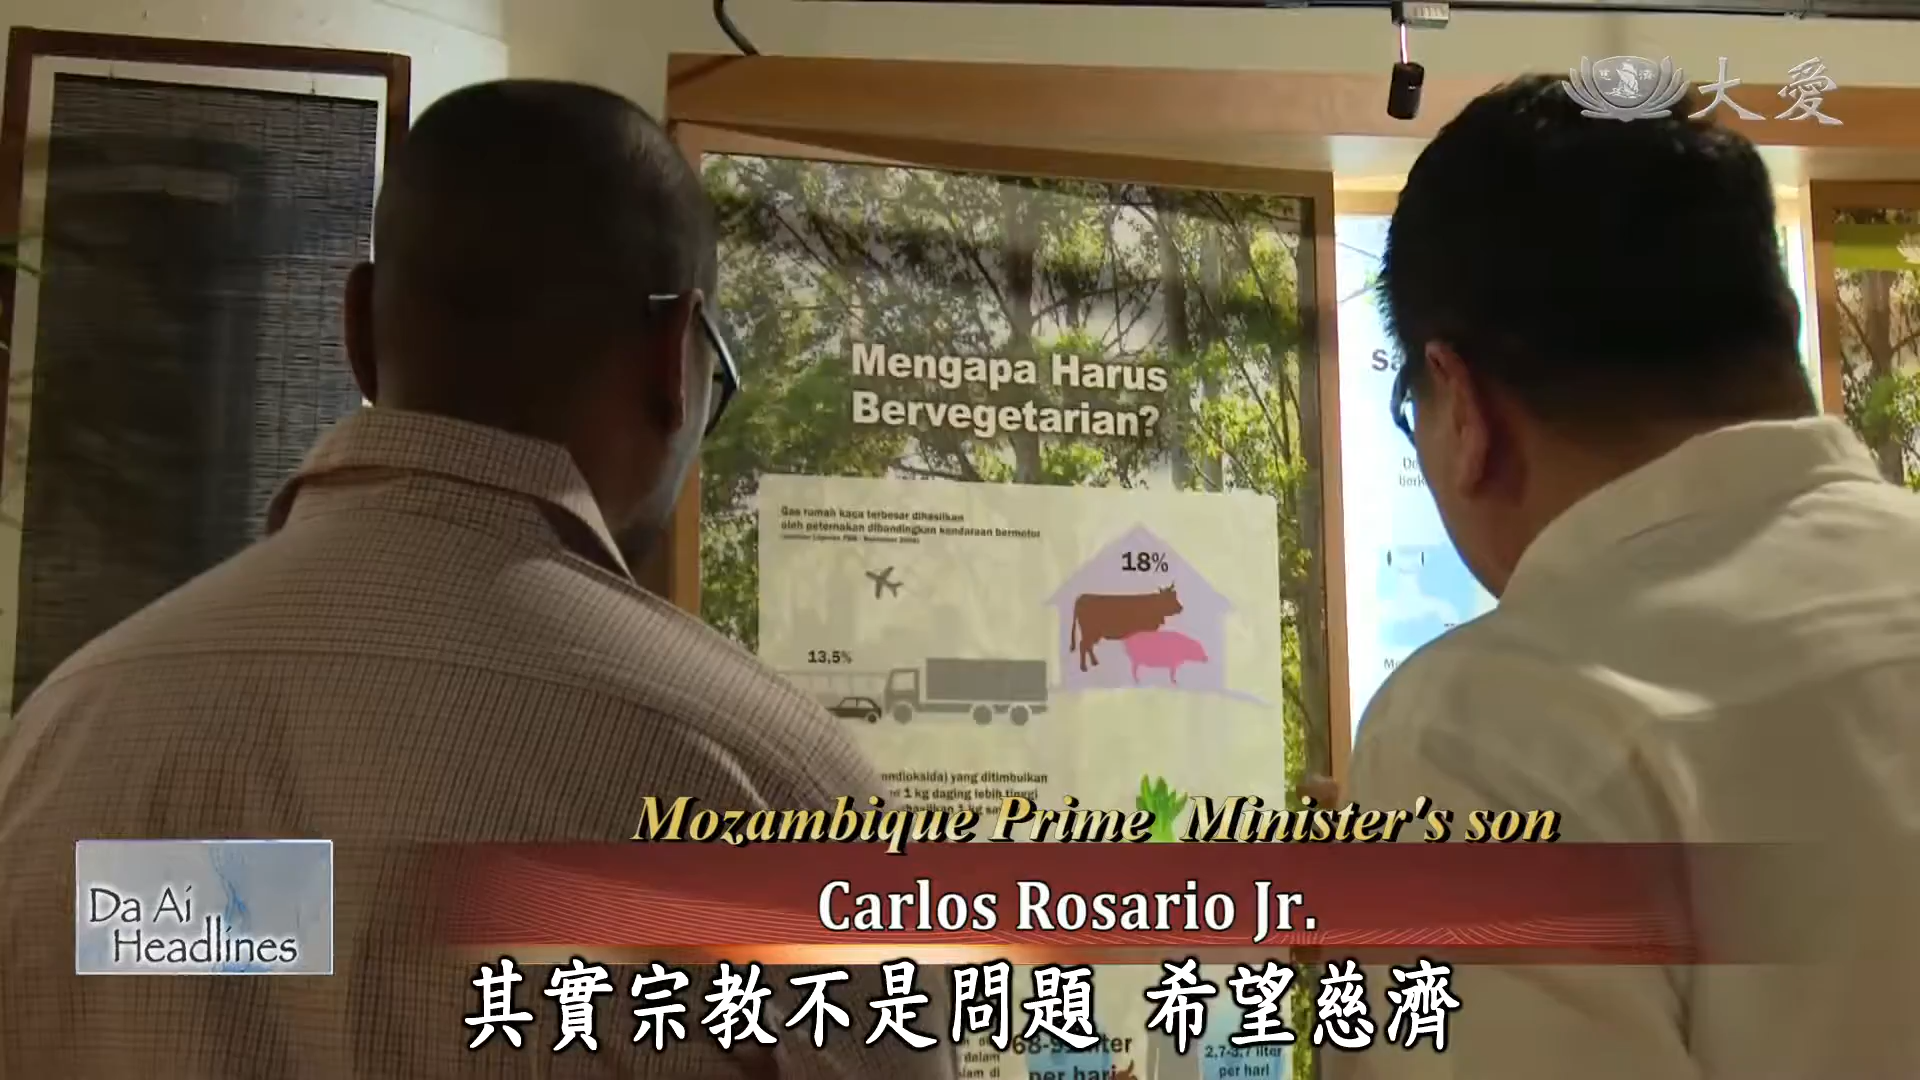 大愛
Mengapa Harus
Bervegetarian?
Gas rumah kaca terbesar dihasilkan
oleh peternakan dibandingkan kendaraan bermotor
18%
13,5%
yang ditimbulkan
1 kg daging lebih tinggi
Mozambique Prime Minister's son
Carlos Rosario Jr.
Da Ai
Headlines
其實宗教不是問題 希望慈濟
per hari
2,7-3,7 liter
per hari